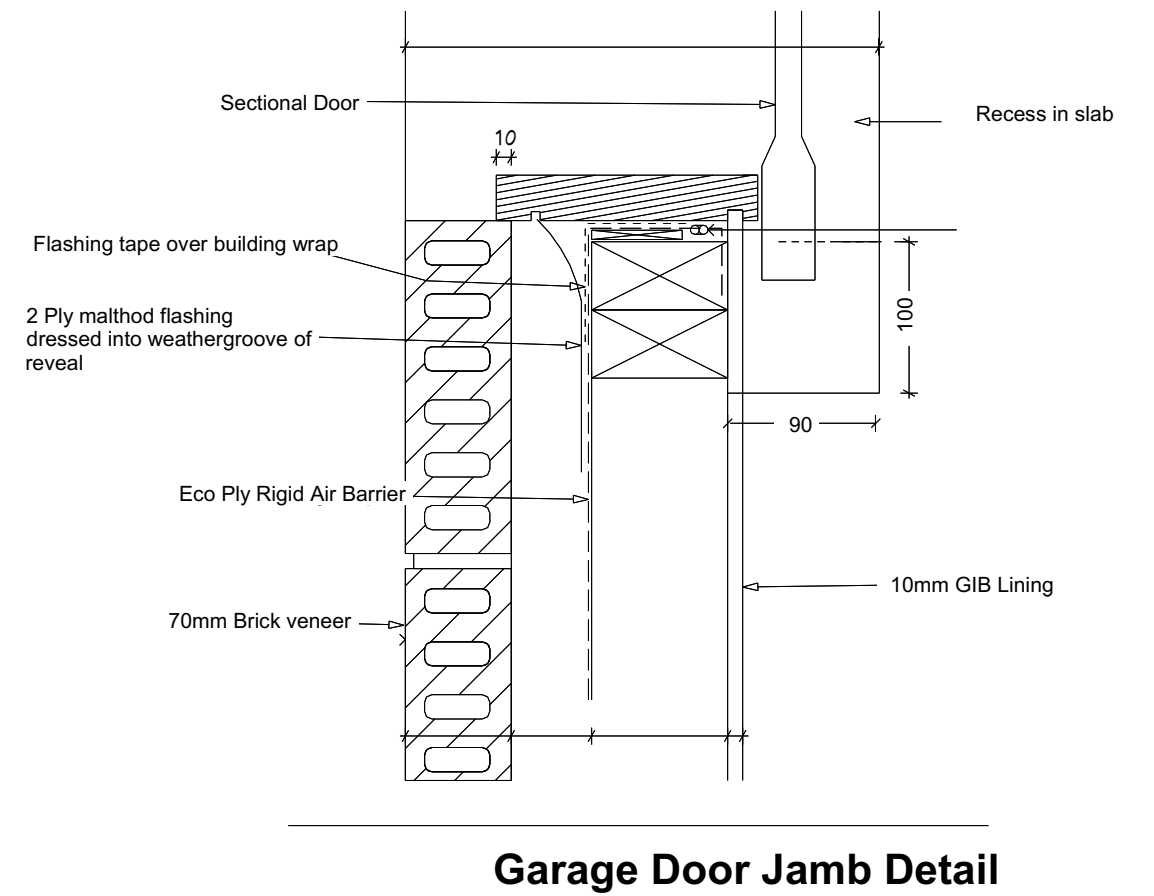 Sectional Door
Recess in slab
10
Flashing tape over building wrap
2 Ply malthod flashing
dressed into weathergroove of
reveal
100
90
Eco Ply Rigid Air Barrier
10mm GIB Lining
70mm Brick veneer
Garage Door Jamb Detail